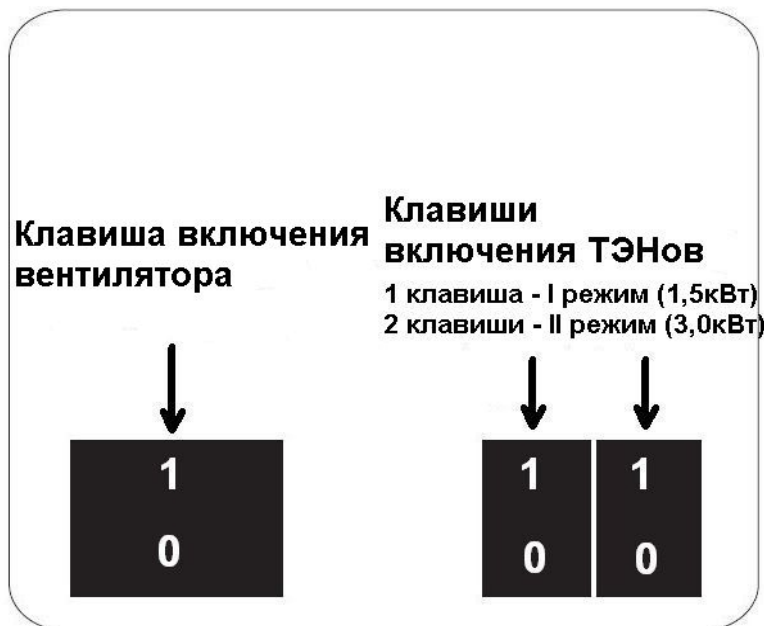 Клавиша включения
вентилятора
Клавиши
включения ТЭНов
1 клавиша - I режим (1,5кВт)
2 клавиши - II режим (3,0кВт)
1
0
1 1
0 0